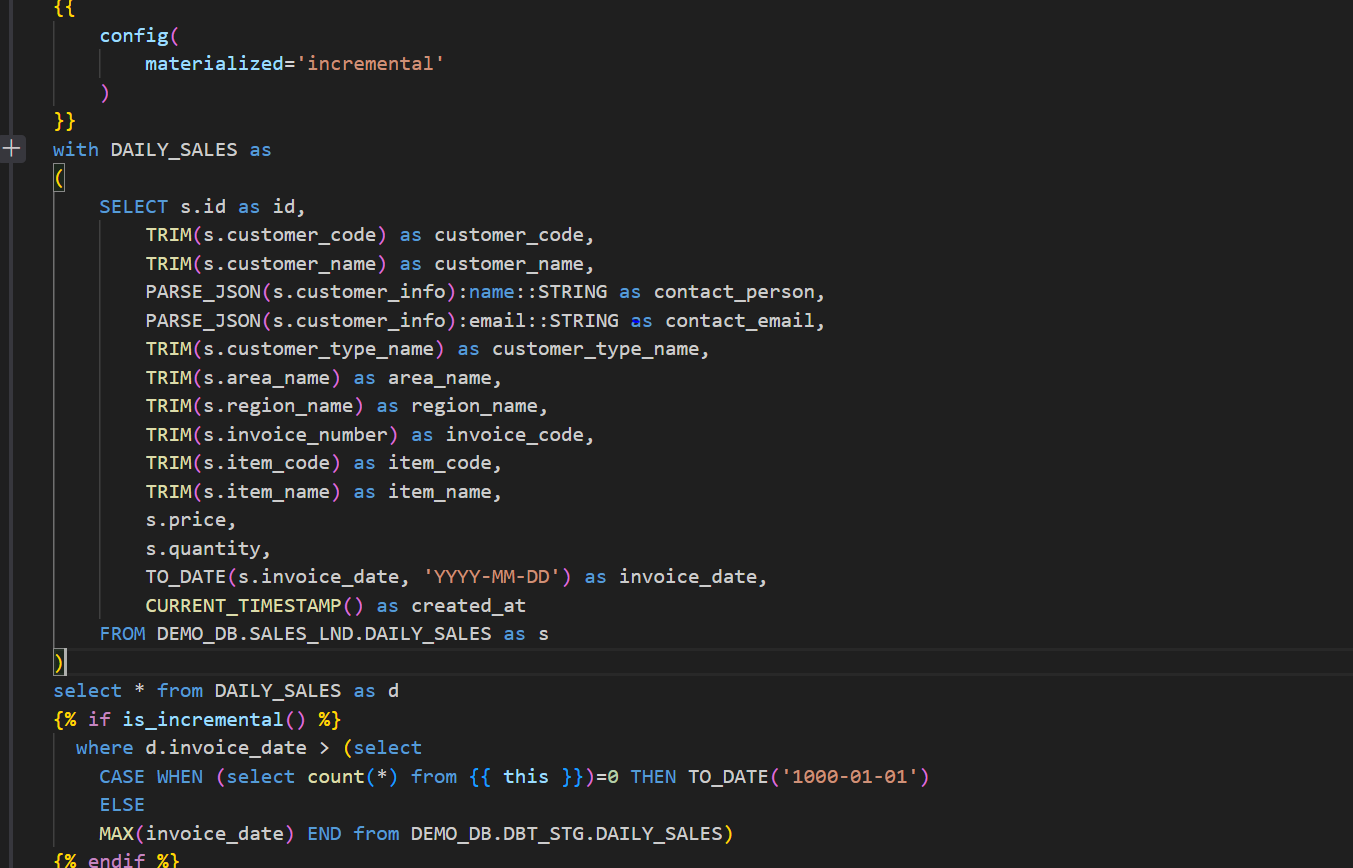 {{
    config(
        materialized='incremental'
    )
}}
with DAILY_SALES as
(
    SELECT s.id as id,
        TRIM(s.customer_code) as customer_code,
        TRIM(s.customer_name) as customer_name,
        PARSE_JSON(s.customer_info):name::STRING as contact_person,
        PARSE_JSON(s.customer_info):email::STRING as contact_email,
        TRIM(s.customer_type_name) as customer_type_name,
        TRIM(s.area_name) as area_name,
        TRIM(s.region_name) as region_name,
        TRIM(s.invoice_number) as invoice_code,
        TRIM(s.item_code) as item_code,
        TRIM(s.item_name) as item_name,
        s.price,
        s.quantity,
        TO_DATE(s.invoice_date, 'YYYY-MM-DD') as invoice_date,
        CURRENT_TIMESTAMP() as created_at
    FROM DEMO_DB.SALES_LND.DAILY_SALES as s
)
select * from DAILY_SALES as d
{% if is_incremental() %}
  where d.invoice_date > (select
    CASE WHEN (select count(*) from {{ this }})=0 THEN TO_DATE('1000-01-01')
    ELSE
    MAX(invoice_date) END from DEMO_DB.DBT_STG.DAILY_SALES)
{% endif %}